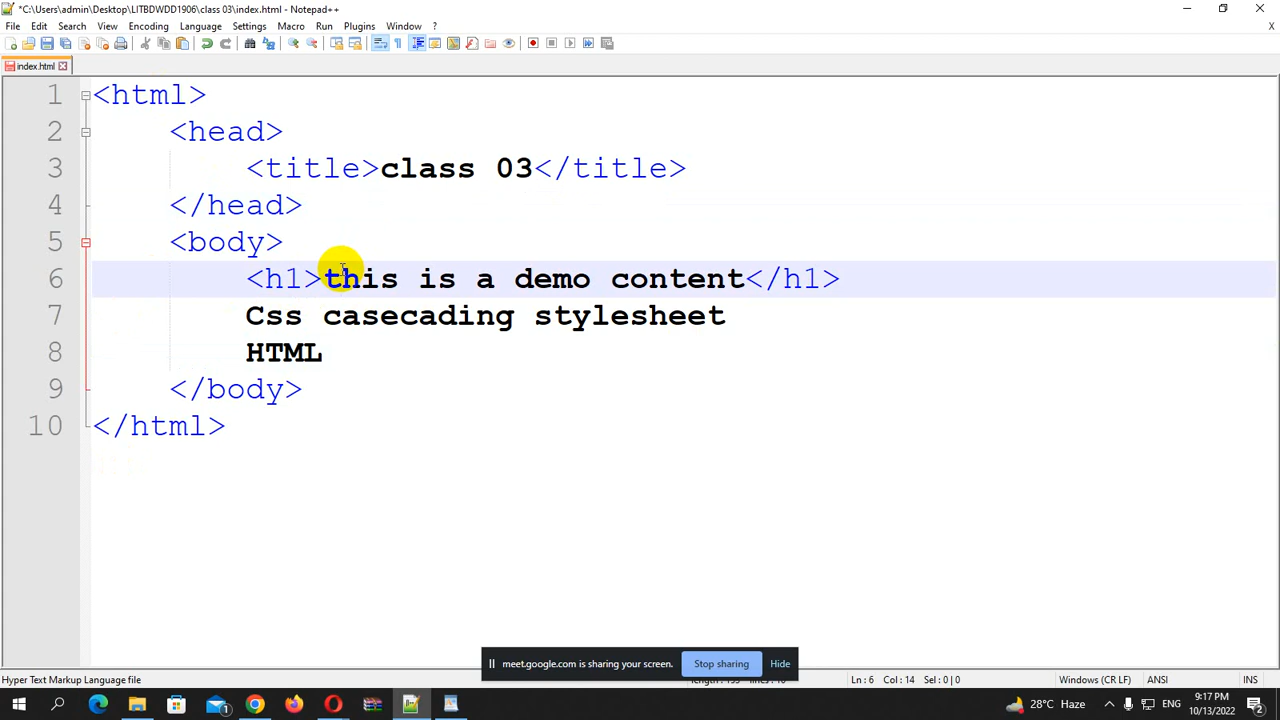 *C:\Users\admin\Desktop\LITBDWDD1906\class 03\index.html - Notepad++
File Edit Search View Encoding Language Settings Macro Run Plugins Window ?
X
index.html
1 <html>
2 <head>
3 <title>class 03</title>
4 </head>
5 <body>
6 <h1>this is a demo content</h1>
7 Css casecading stylesheet
8 HTML
9 </body>
10 </html>
meet.google.com is sharing your screen. Stop sharing Hide
Hyper Text Markup Language file Ln:6 Col:14 Sel:0|0 Windows (CR LF) ANSI INS
28°C Haze ENG 9:17 PM
10/13/2022